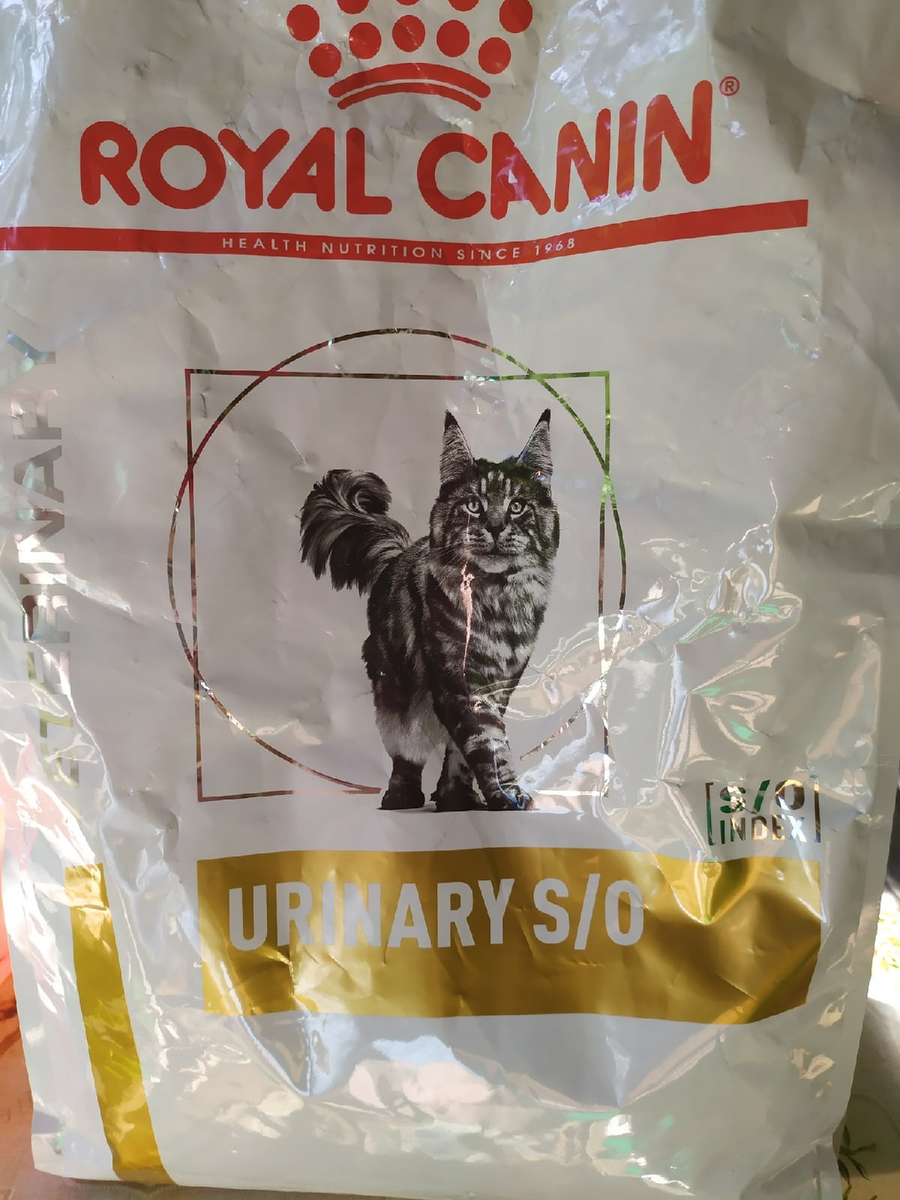 ROYAL CANIN®
HEALTH NUTRITION SINCE 1968
S/O
INDEX
URINARY S/O